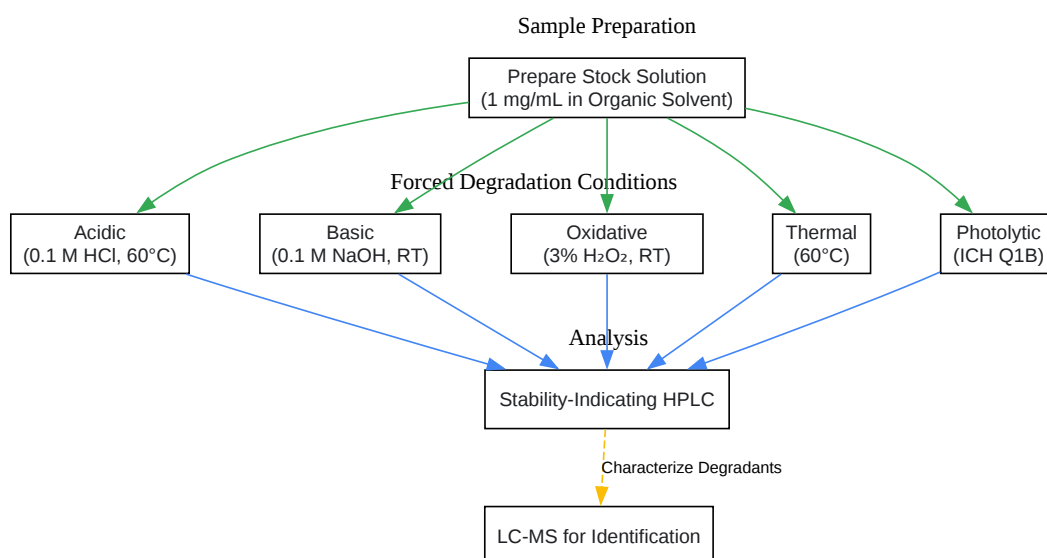 Sample Preparation
Prepare Stock Solution
(1 mg/mL in Organic Solvent)
Forced Degradation Conditions
Acidic
(0.1 M HCl, 60°C)
Basic
(0.1 M NaOH, RT)
Oxidative
(3% H₂O₂, RT)
Thermal
(60°C)
Photolytic
(ICH Q1B)
Analysis
Stability-Indicating HPLC
Characterize Degradants
LC-MS for Identification